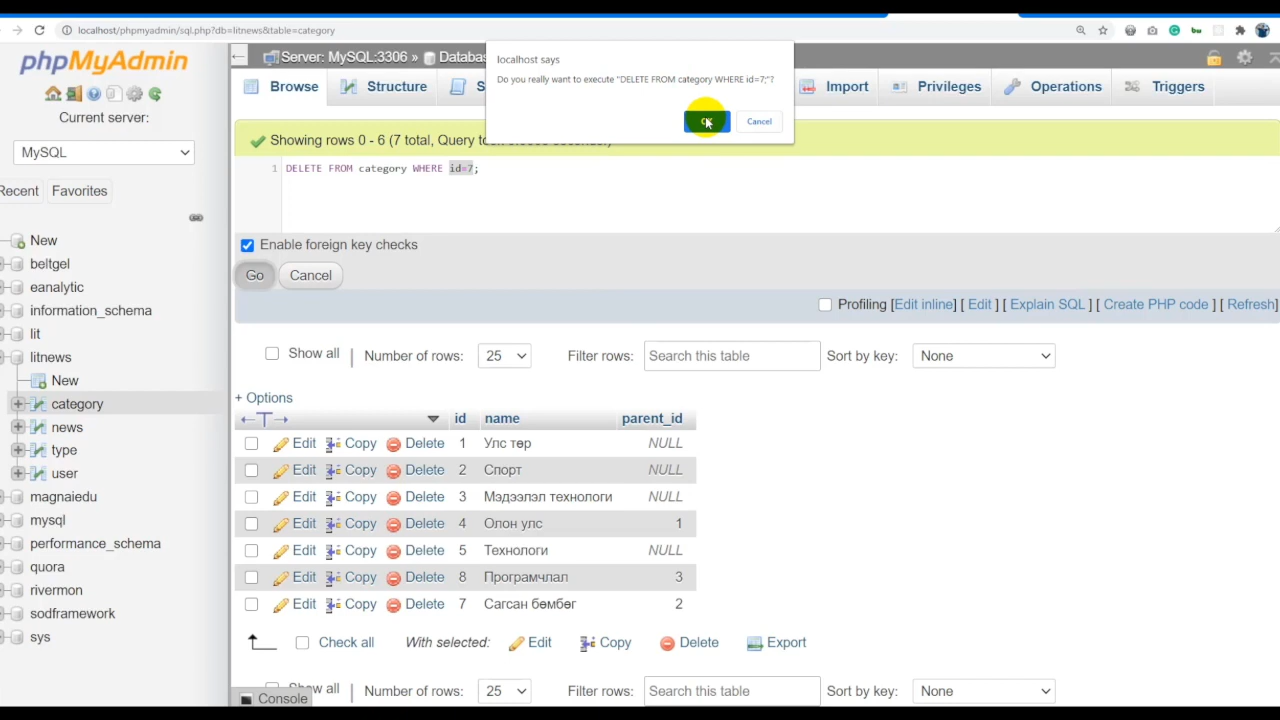 localhost/phpmyadmin/sql.php?db=litnews&table=category
phpMyAdmin
Current server:
MySQL
Recent Favorites
New
beltgel
eanalytic
information_schema
lit
litnews
New
category
news
type
user
magnaiedu
mysql
performance_schema
quora
rivermon
sodframework
sys
Server: MySQL:3306 »
Browse Structure S Import Privileges Operations Triggers
localhost says
Do you really want to execute "DELETE FROM category WHERE id=7;"?
OK Cancel
Showing rows 0 - 6 (7 total, Query
1 DELETE FROM category WHERE id=7;
Enable foreign key checks
Go Cancel
Profiling [Edit inline] [ Edit ] [ Explain SQL ] [ Create PHP code ] [ Refresh]
Show all | Number of rows: 25 Filter rows: Search this table Sort by key: None
+ Options
←T→ id name parent_id
Edit Copy Delete 1 Улс төр NULL
Edit Copy Delete 2 Спорт NULL
Edit Copy Delete 3 Мэдээлэл технологи NULL
Edit Copy Delete 4 Олон улс 1
Edit Copy Delete 5 Технологи NULL
Edit Copy Delete 8 Програмчлал 3
Edit Copy Delete 7 Сагсан бөмбөг 2
Check all With selected: Edit Copy Delete Export
all | Number of rows: 25 Filter rows: Search this table Sort by key: None
Console